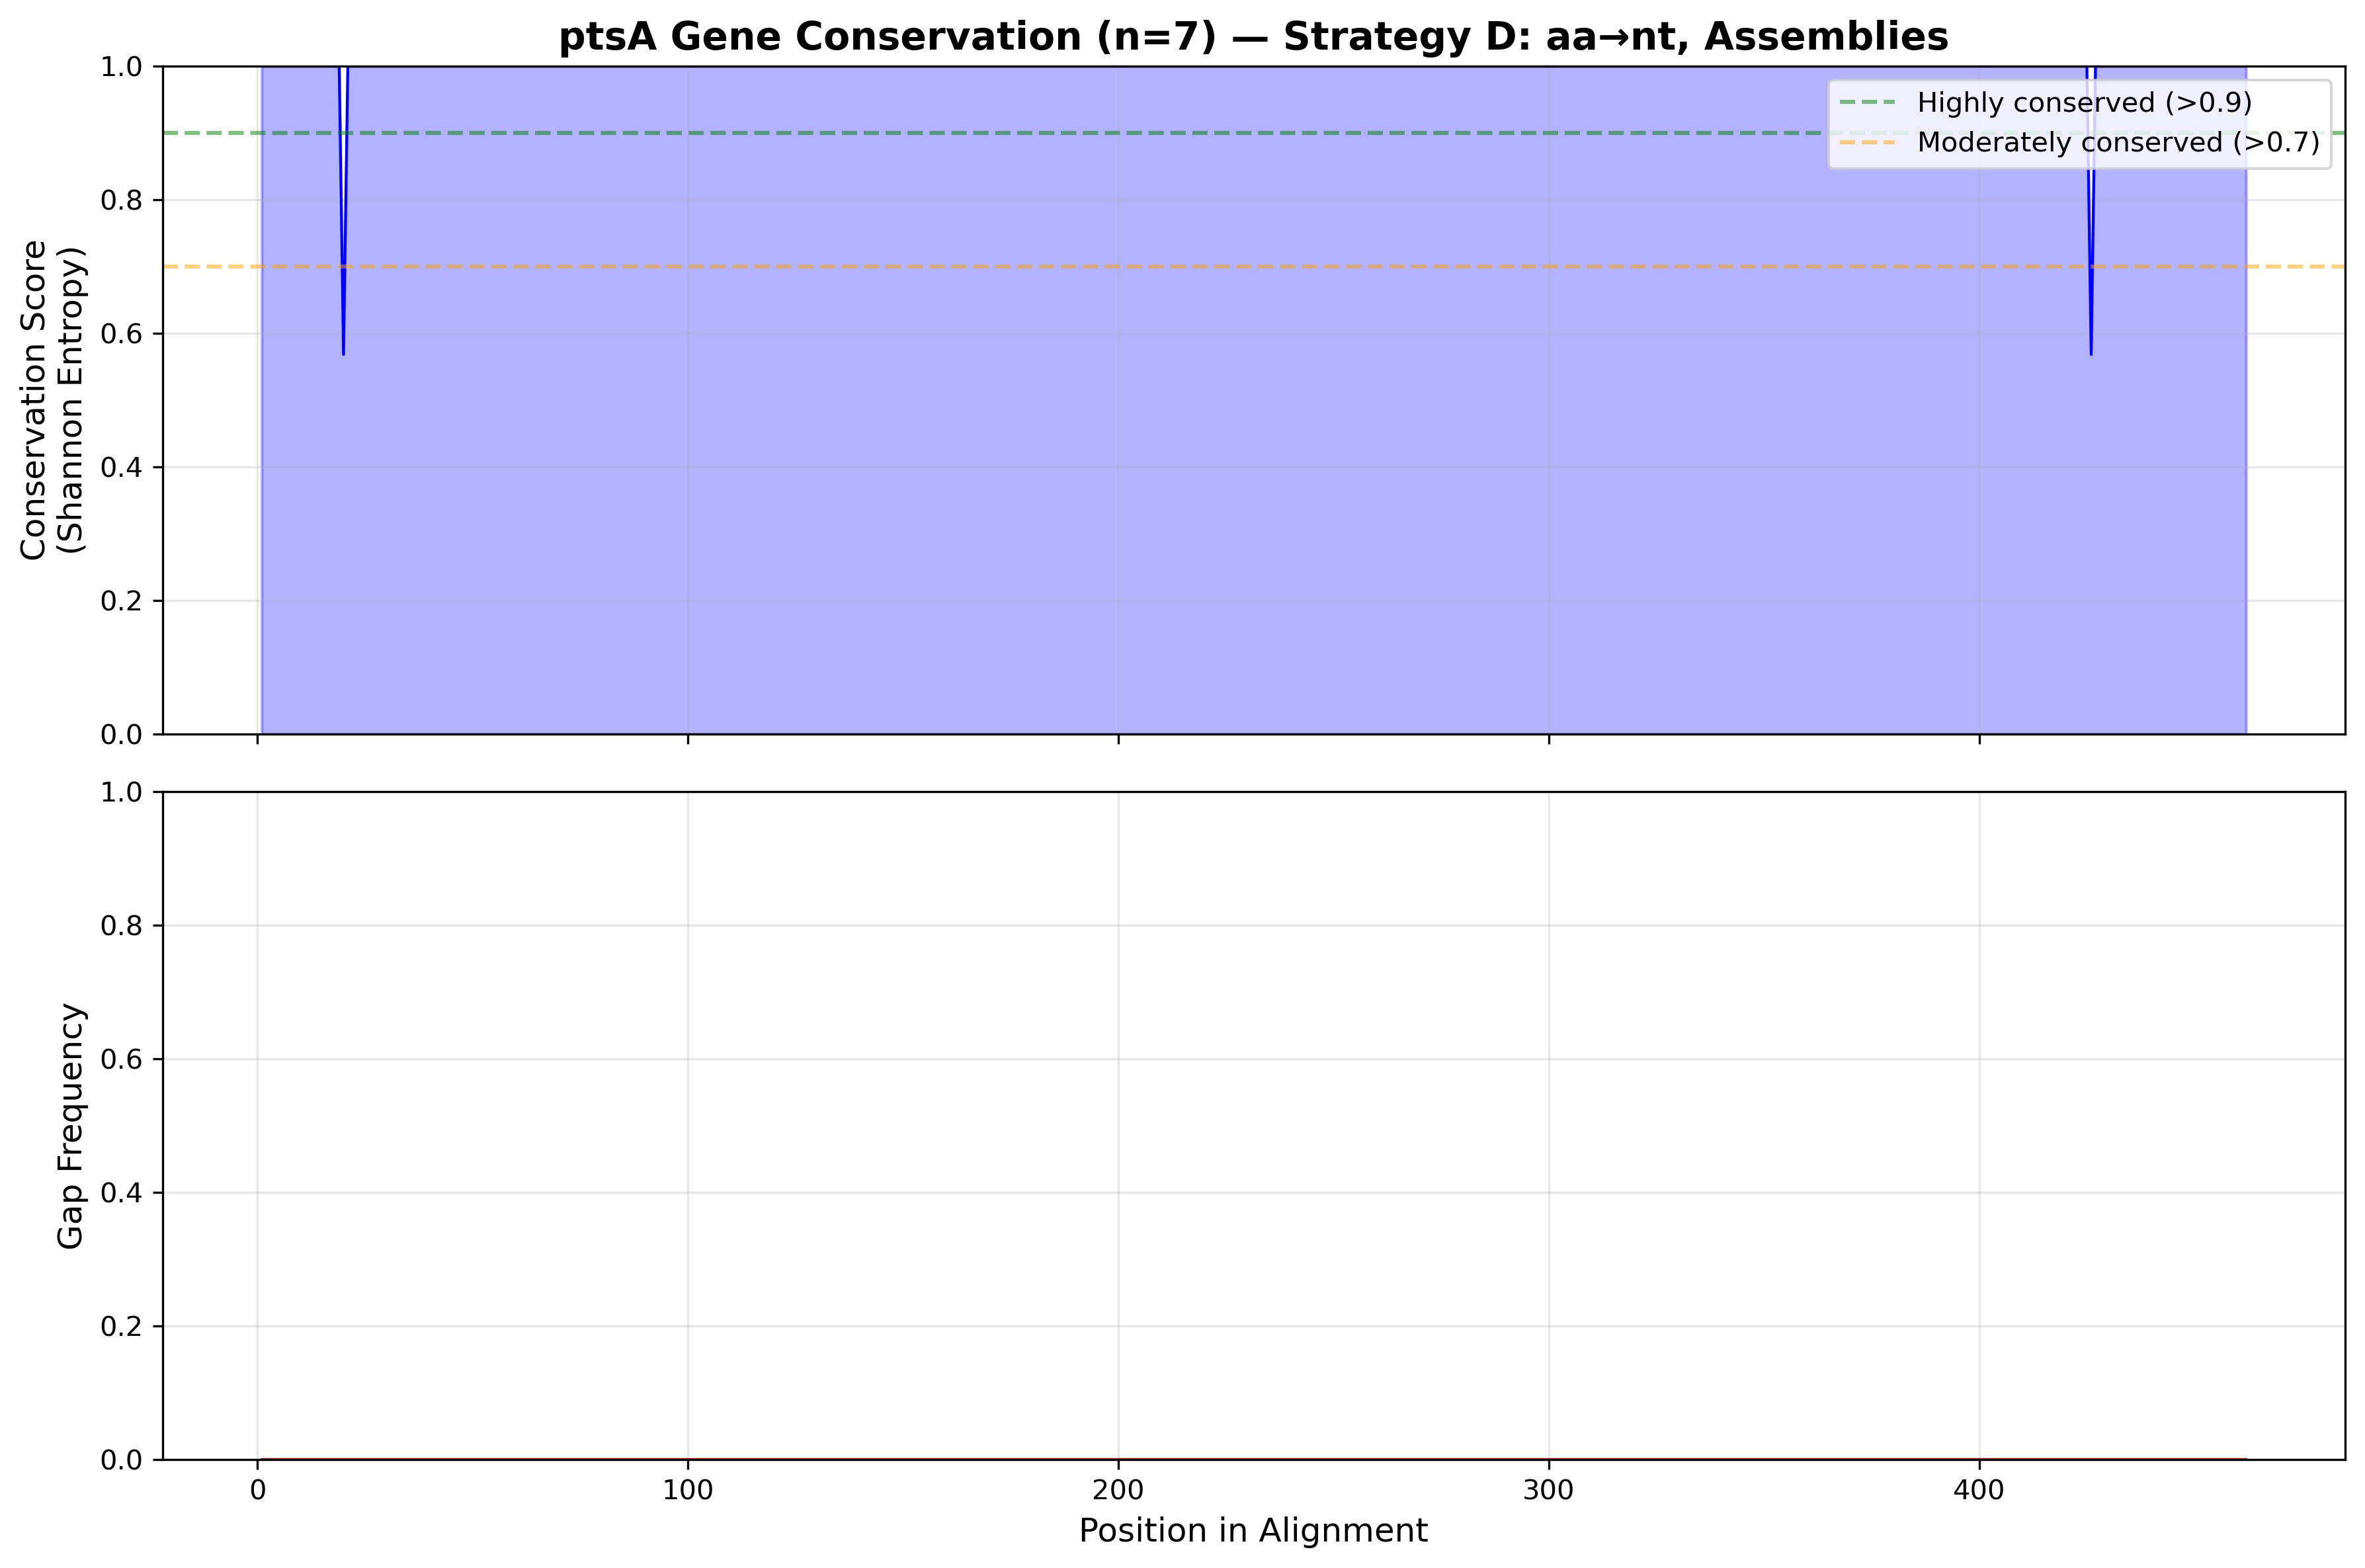 ptsA Gene Conservation (n=7) — Strategy D: aa→nt, Assemblies
Conservation Score
(Shannon Entropy)
1.0
0.8
0.6
0.4
0.2
0.0
Highly conserved (>0.9)
Moderately conserved (>0.7)
Gap Frequency
1.0
0.8
0.6
0.4
0.2
0.0
0
100
200
300
400
Position in Alignment